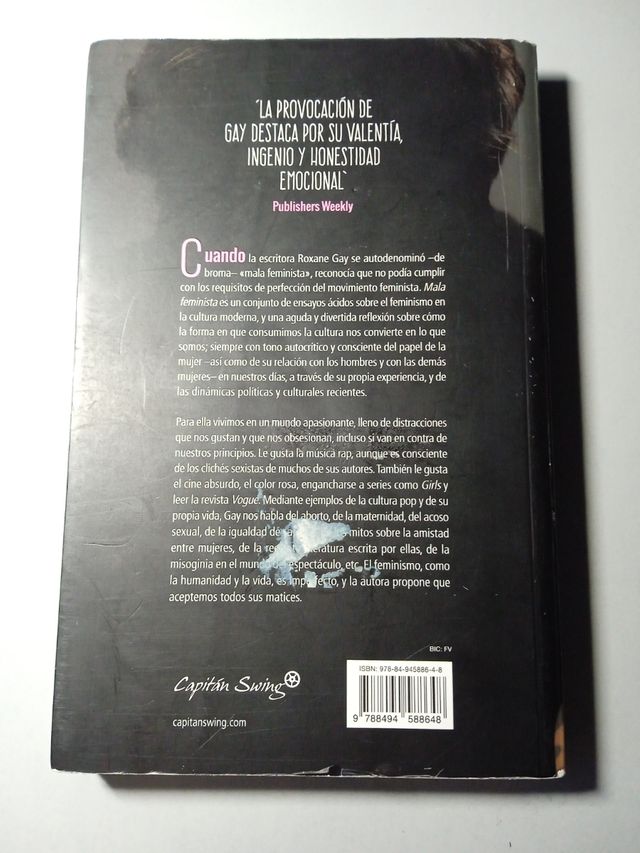 "LA PROVOCACIÓN DE
GAY DESTACA POR SU VALENTÍA,
INGENIO Y HONESTIDAD
EMOCIONAL"
Publishers Weekly
Cuando la escritora Roxane Gay se autodenominó –de
broma– «mala feminista», reconocía que no podía cumplir
con los requisitos de perfección del movimiento feminista. Mala
feminista es un conjunto de ensayos ácidos sobre el feminismo en
la cultura moderna, y una aguda y divertida reflexión sobre cómo
la forma en que consumimos la cultura nos convierte en lo que
somos; siempre con tono autocrítico y consciente del papel de la
mujer –así como de su relación con los hombres y con las demás
mujeres– en nuestros días, a través de su propia experiencia, y de
las dinámicas políticas y culturales recientes.
Para ella vivimos en un mundo apasionante, lleno de distracciones
que nos gustan y que nos obsesionan, incluso si van en contra de
nuestros principios. Le gusta la música rap, aunque es consciente
de los clichés sexistas de muchos de sus autores. También le gusta
el cine absurdo, el color rosa, engancharse a series como Girls y
leer la revista Vogue. Mediante ejemplos de la cultura pop y de su
propia vida, Gay nos habla del aborto, de la maternidad, del acoso
sexual, de la igualdad de mitos sobre la amistad
entre mujeres, de la escrita por ellas, de la
misoginia en el mundo del espectáculo, etc. El feminismo, como
la humanidad y la vida, es imperfecto, y la autora propone que
aceptemos todos sus matices.
BIC: FV
ISBN: 978-84-945886-4-8
9 788494 588648
Capitán Swing
capitanswing.com